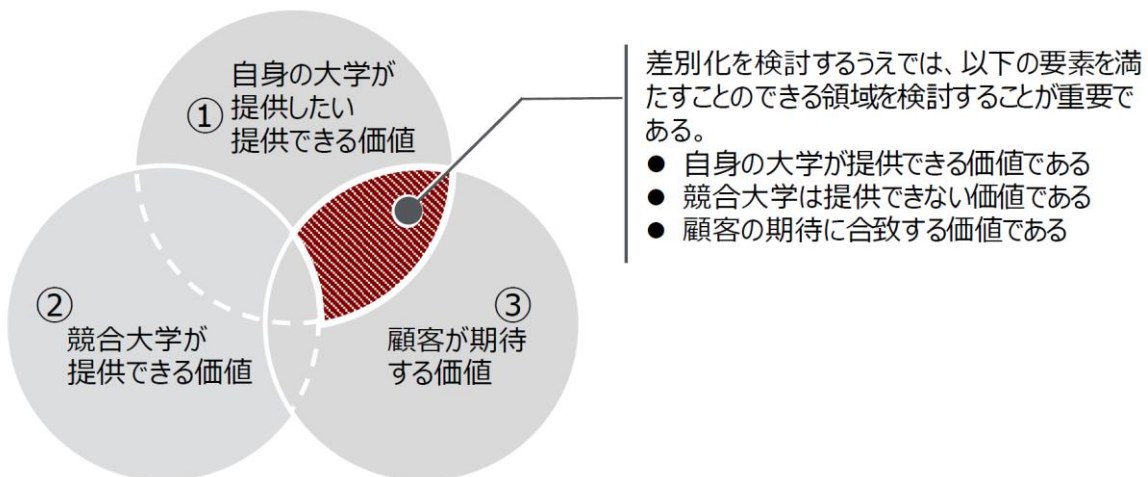 ①
自身の大学が
提供したい
提供できる価値
②
競合大学が
提供できる価値
③
顧客が期待
する価値
差別化を検討するうえでは、以下の要素を満
たすことのできる領域を検討することが重要で
ある。
● 自身の大学が提供できる価値である
● 競合大学は提供できない価値である
● 顧客の期待に合致する価値である